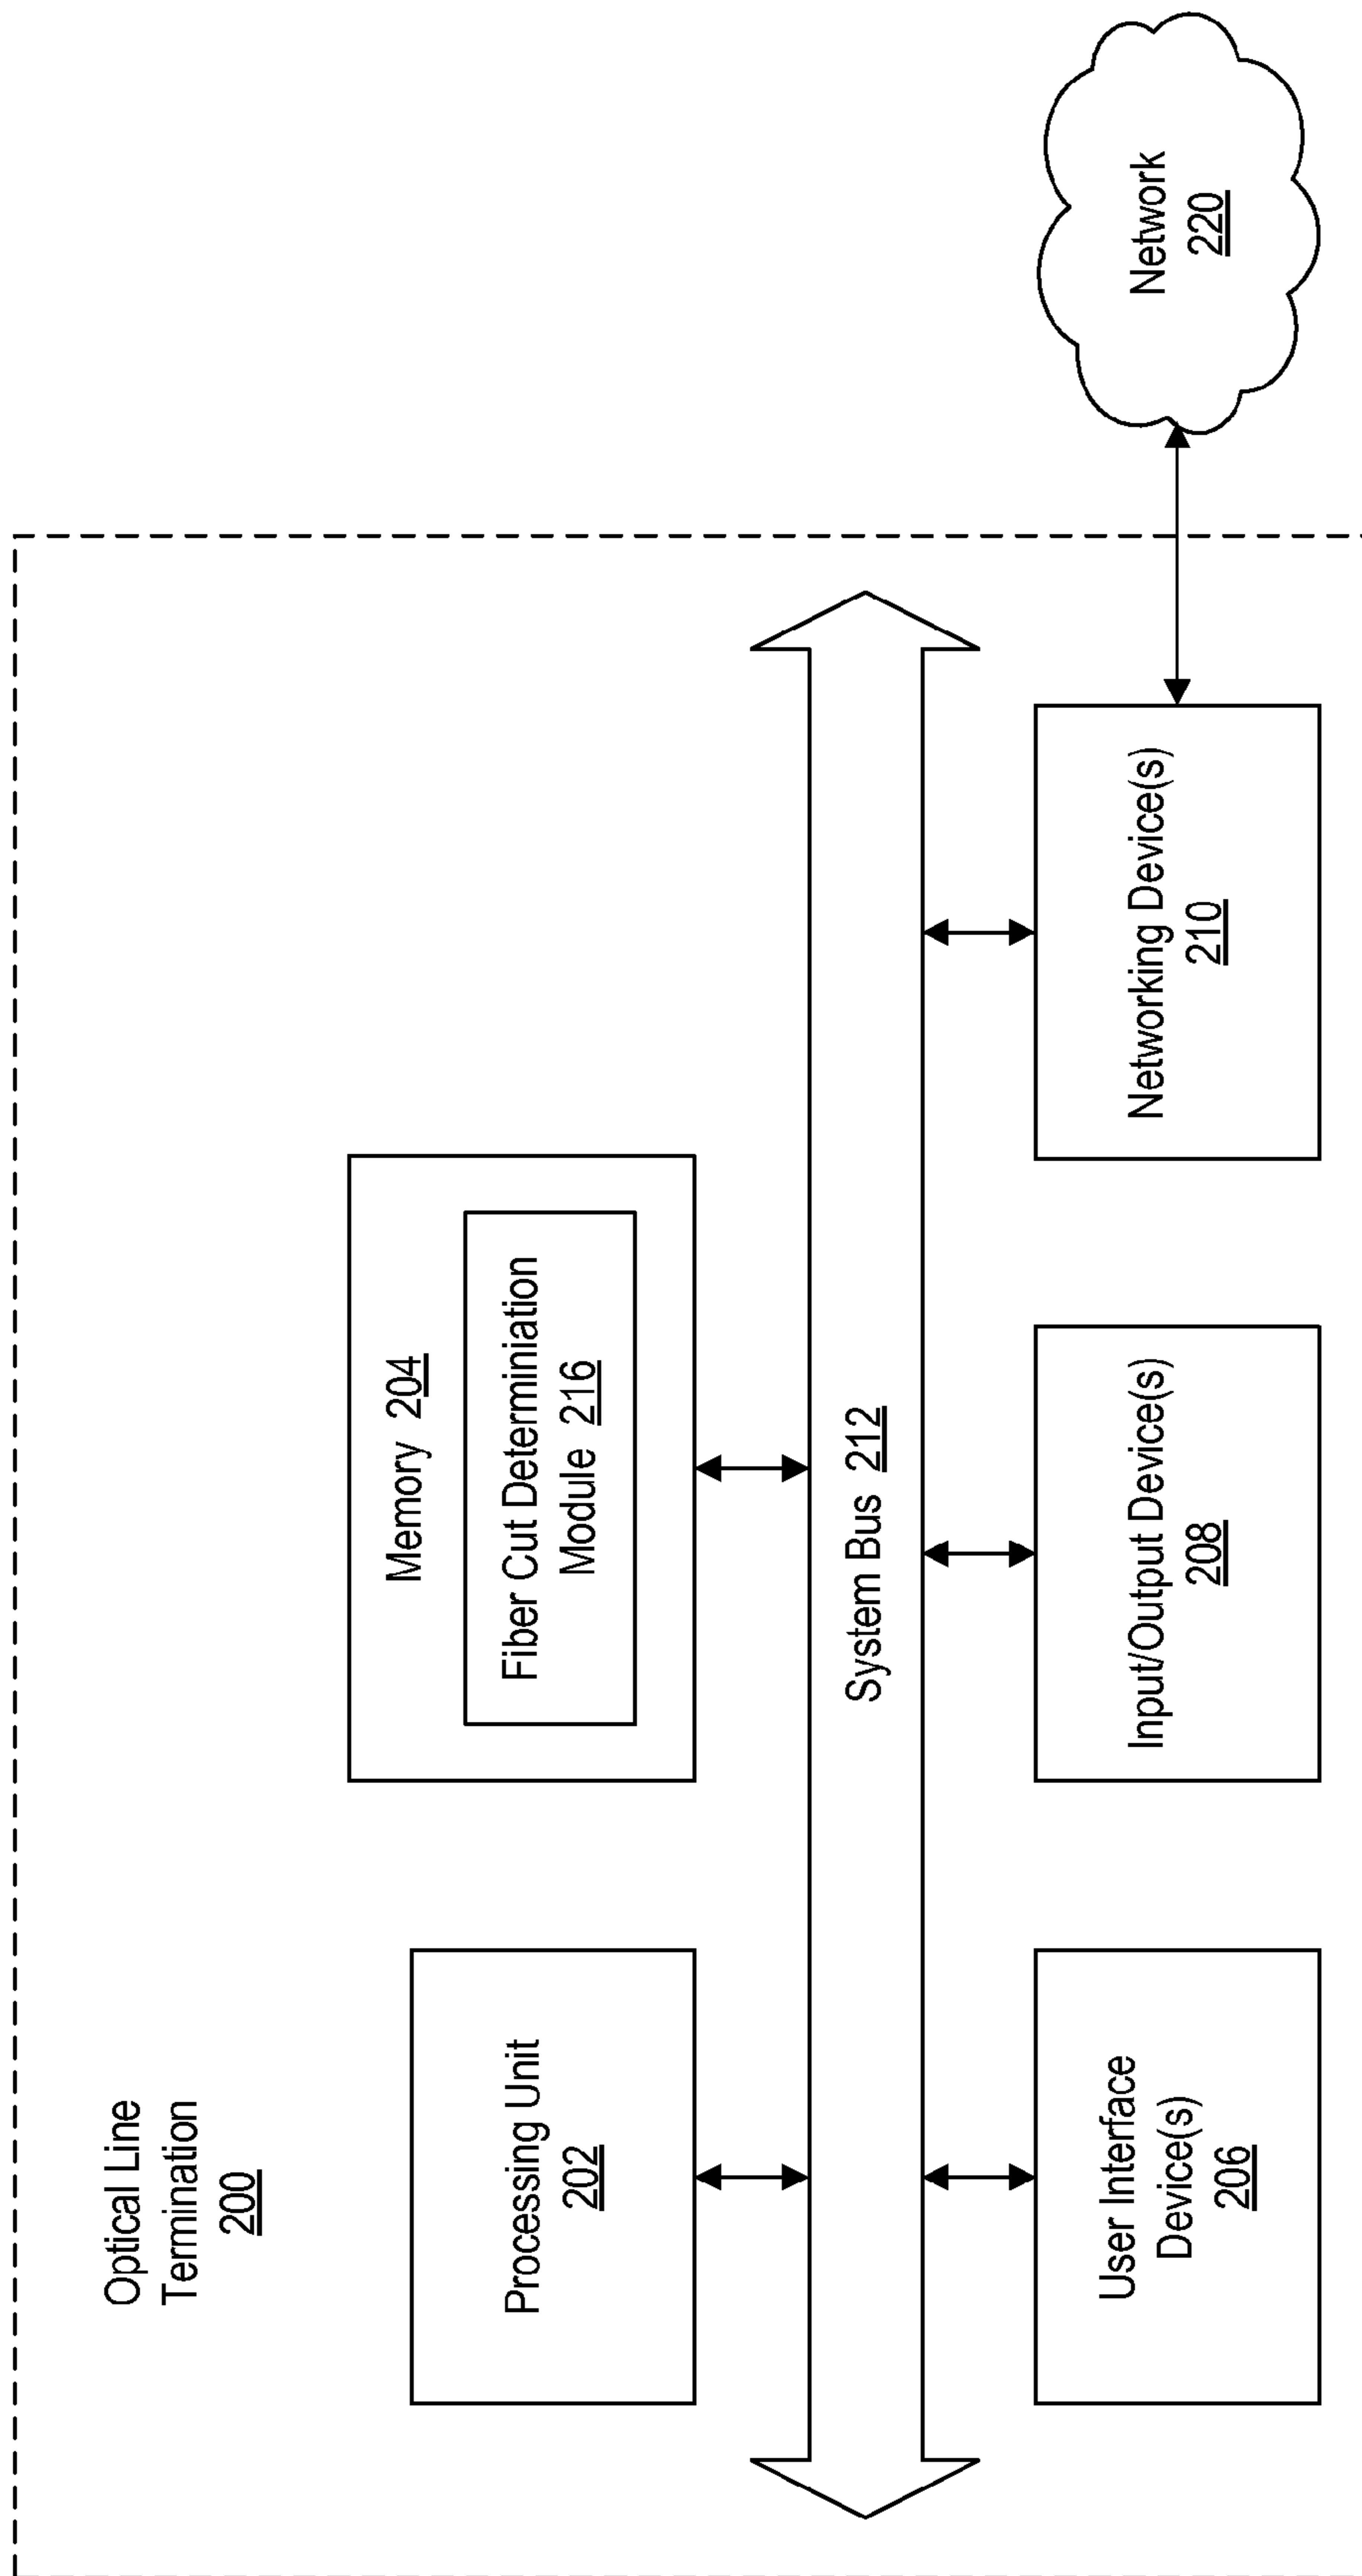 Optical Line
Termination
200
Processing Unit
202
Memory 204
Fiber Cut Determiniation
Module 216
System Bus 212
User Interface
Device(s)
206
Input/Output Device(s)
208
Networking Device(s)
210
Network
220